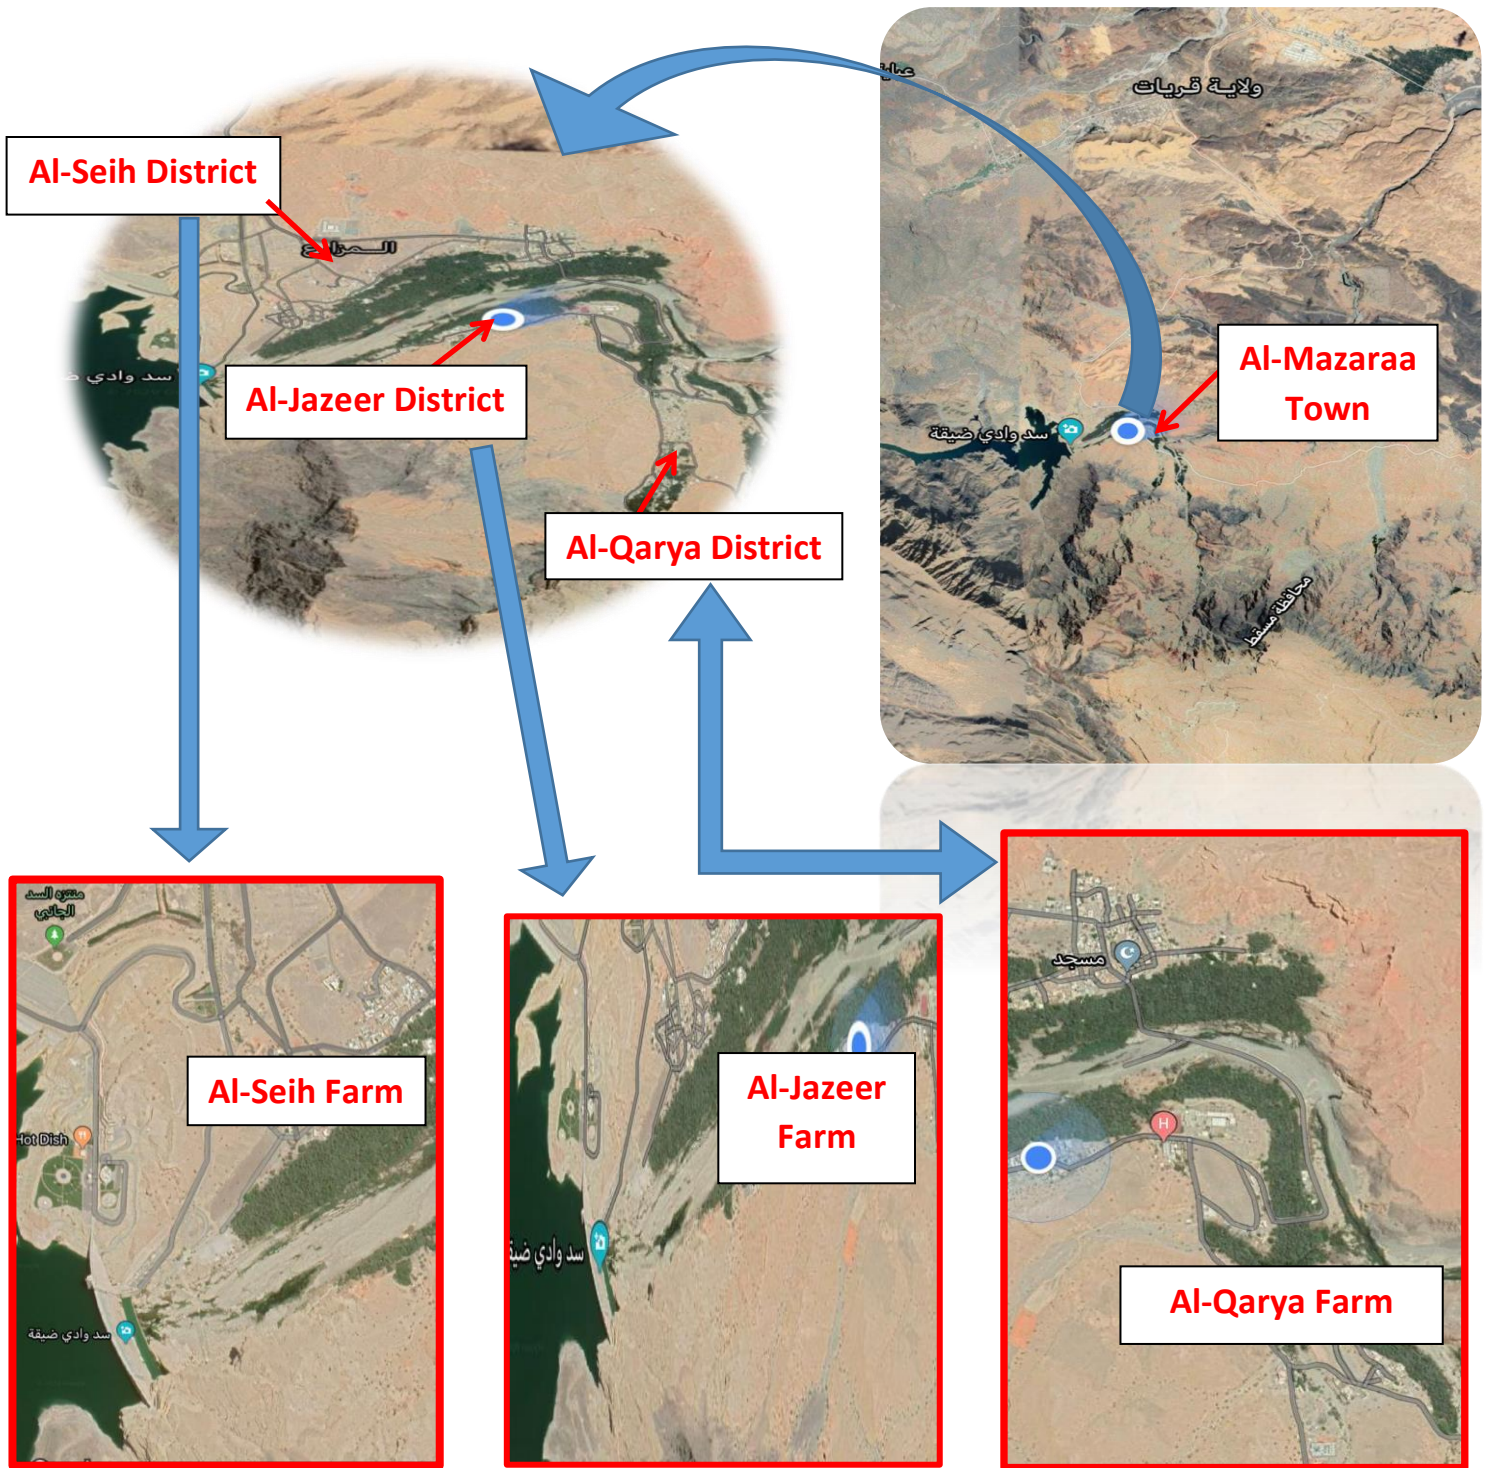 عباية
ولاية قريات
Al-Seih District
المزارع
سد وادي ض
Al-Jazeer District
Al-Mazaraa
Town
سد وادي ضيقة
Al-Qarya District
محافظة مسقط
منتزه السد
الجانبي
Al-Seih Farm
Hot Dish
سد وادي ضيقة
Al-Jazeer
Farm
سد وادي ضيقة
مسجد
H
Al-Qarya Farm